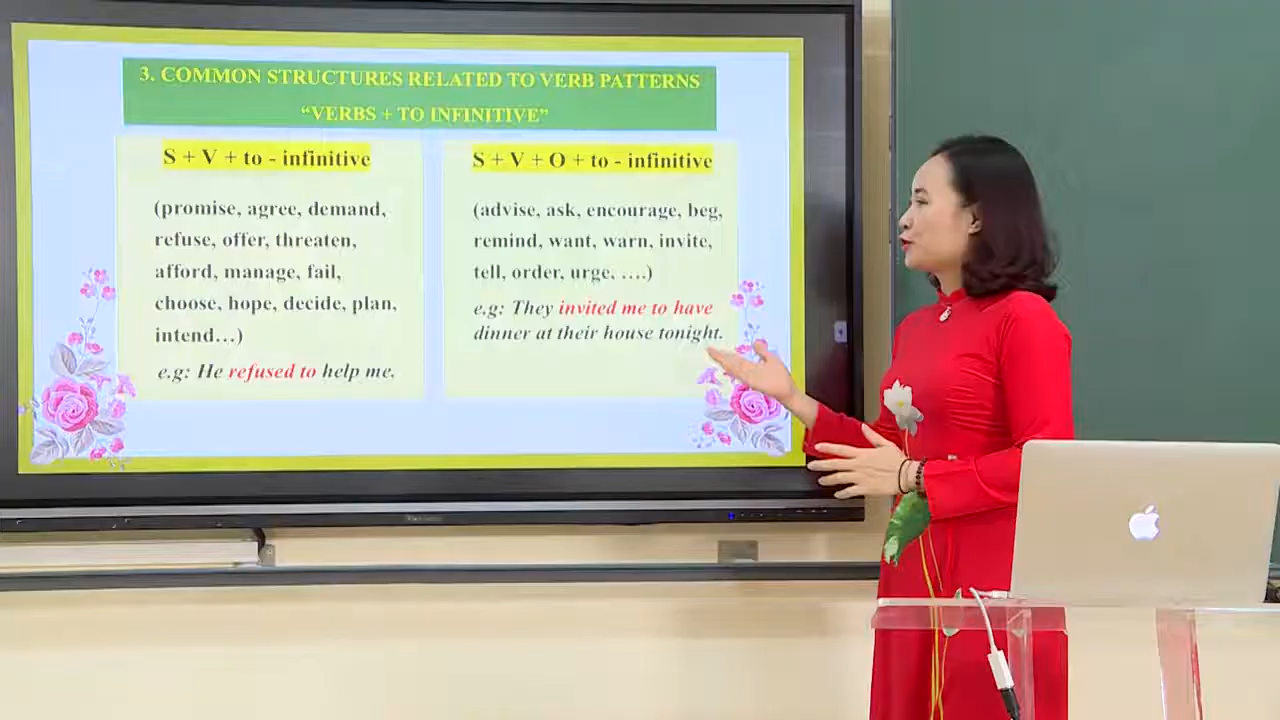 3. COMMON STRUCTURES RELATED TO VERB PATTERNS
“VERBS + TO INFINITIVE”
S + V + to - infinitive
(promise, agree, demand,
refuse, offer, threaten,
afford, manage, fail,
choose, hope, decide, plan,
intend…)
e.g: He refused to help me.
S + V + O + to - infinitive
(advise, ask, encourage, beg,
remind, want, warn, invite,
tell, order, urge, ….)
e.g: They invited me to have
dinner at their house tonight.